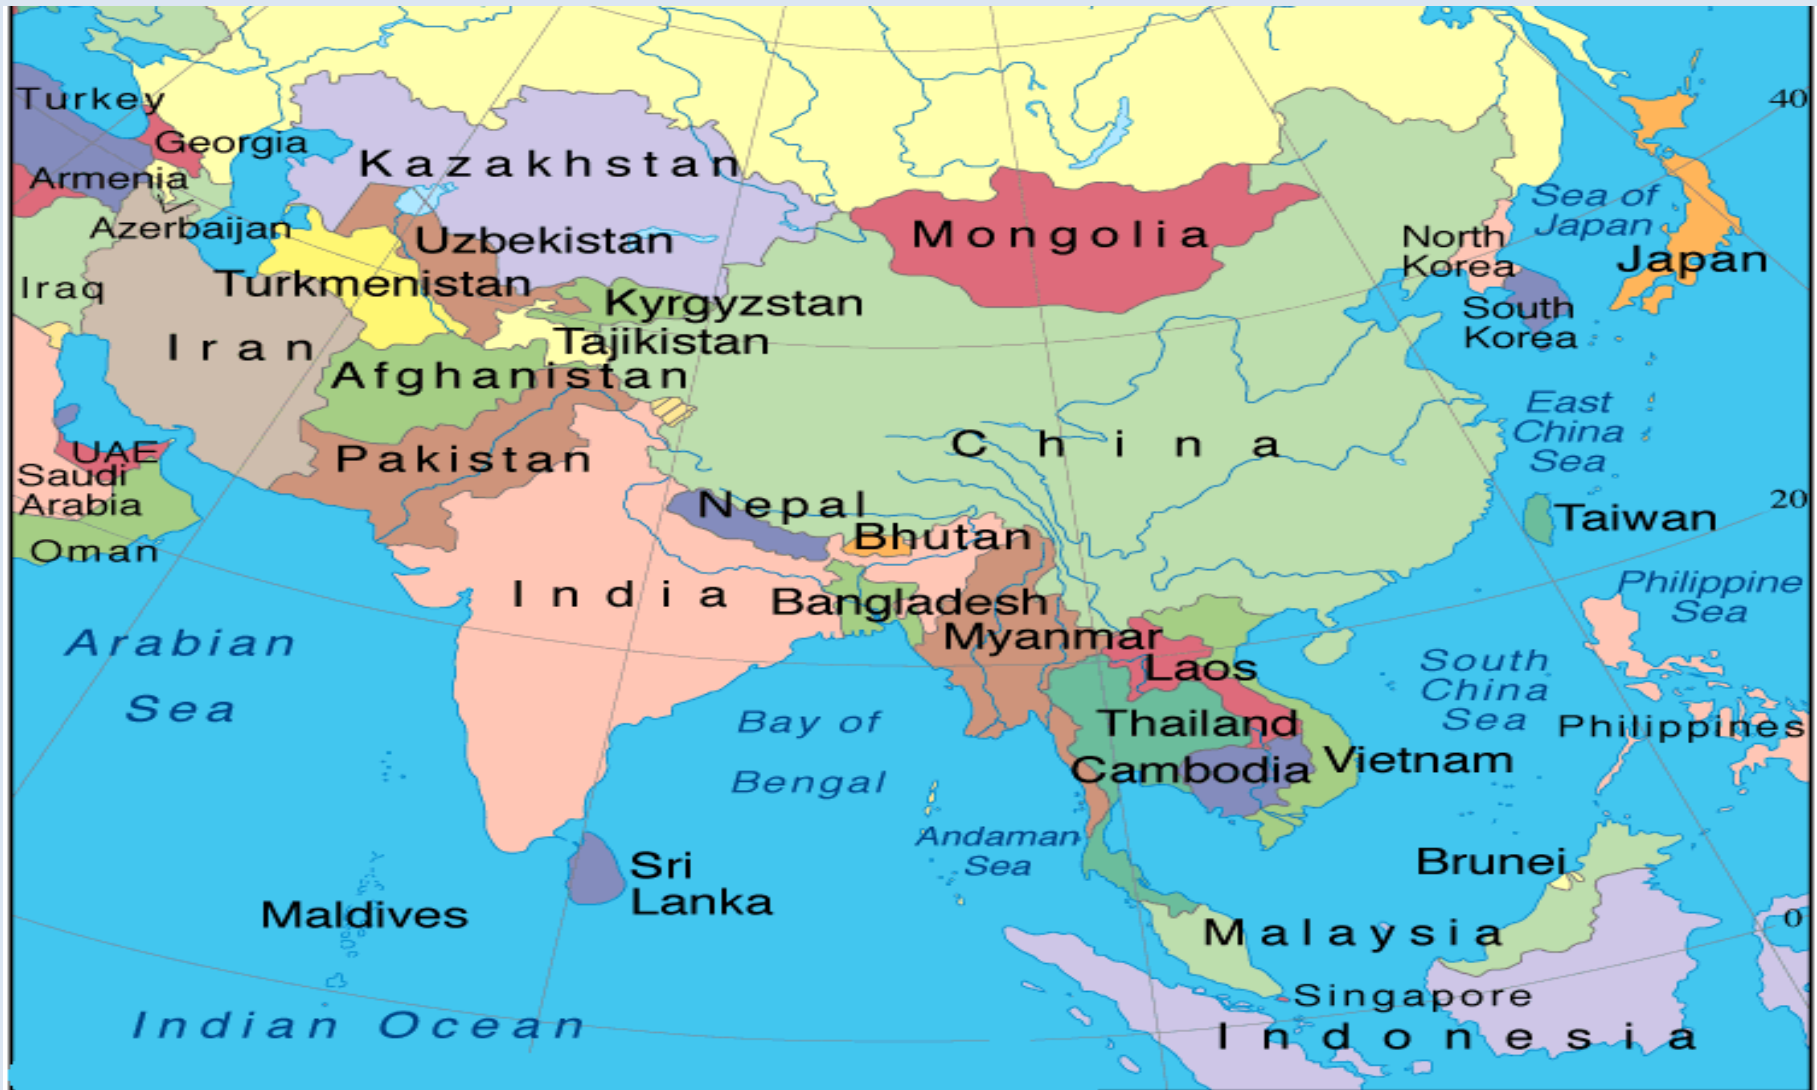 40
Turkey
Georgia
Kazakhstan
Armenia
Sea of
Japan
Azerbaijan
Uzbekistan
Mongolia
North
Korea
Japan
Iraq
Turkmenistan
Kyrgyzstan
South
Korea
Iran
Tajikistan
Afghanistan
East
China
Sea
China
UAE
Pakistan
Saudi
Arabia
Nepal
20
Taiwan
Oman
Bhutan
India
Bangladesh
Philippine
Sea
Arabian
Sea
Myanmar
Laos
South
China
Sea
Bay of
Bengal
Thailand
Philippines
Cambodia
Vietnam
Andaman
Sea
Sri
Lanka
Brunei
Maldives
Malaysia
0
Singapore
Indian Ocean
Indonesia